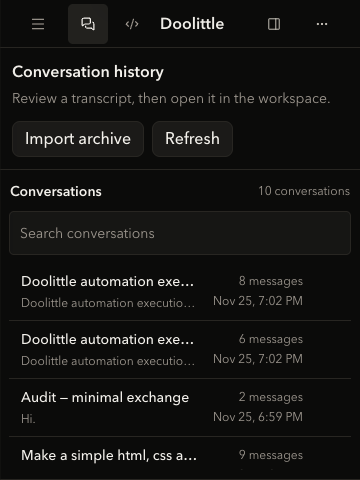 Doolittle
Conversation history
Review a transcript, then open it in the workspace.
Import archive Refresh
Conversations 10 conversations
Search conversations
Doolittle automation exe... 8 messages
Doolittle automation executio... Nov 25, 7:02 PM
Doolittle automation exe... 6 messages
Doolittle automation executio... Nov 25, 7:02 PM
Audit — minimal exchange 2 messages
Hi. Nov 25, 6:59 PM
Make a simple html, css a... 9 messages